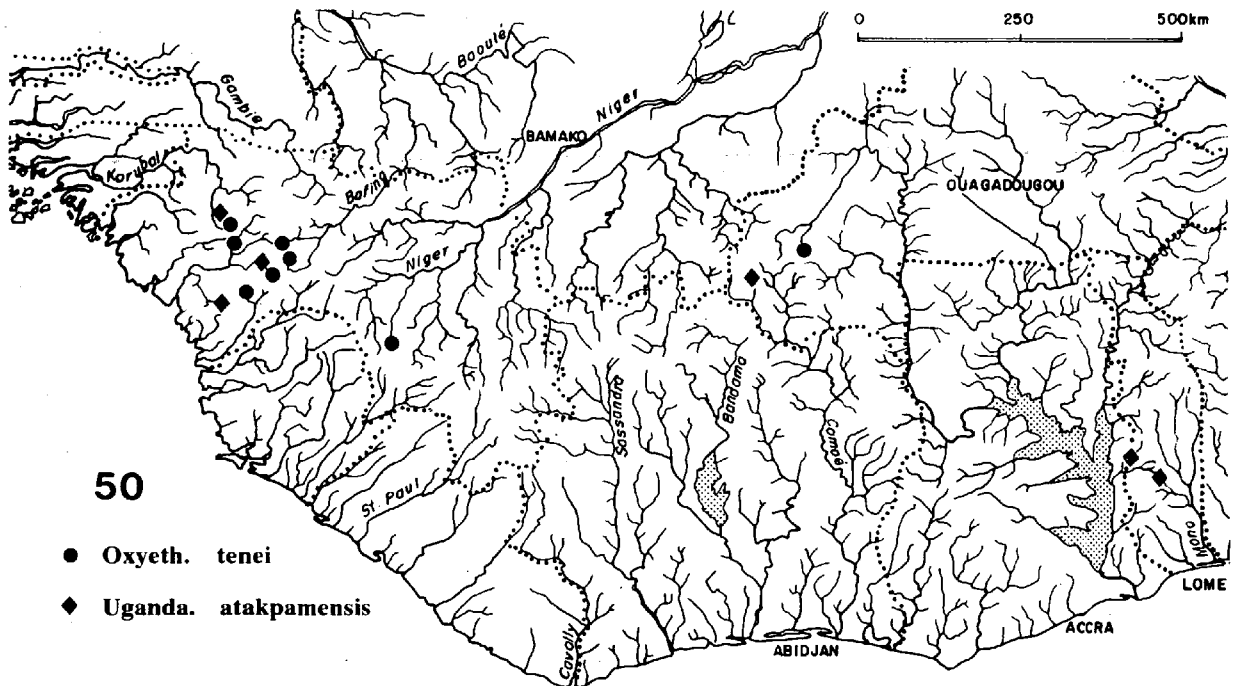 0 250 500km
Gambie
Baoulé
Niger
BAMAKO
Korubal
Bafing
OUAGADOUGOU
Niger
Sassandra
Bandama
Comoé
50
St. Paul
● Oxyeth. tenei
Mono
LOME
◆ Uganda. atakpamensis
ACCRA
Cavally
ABIDJAN